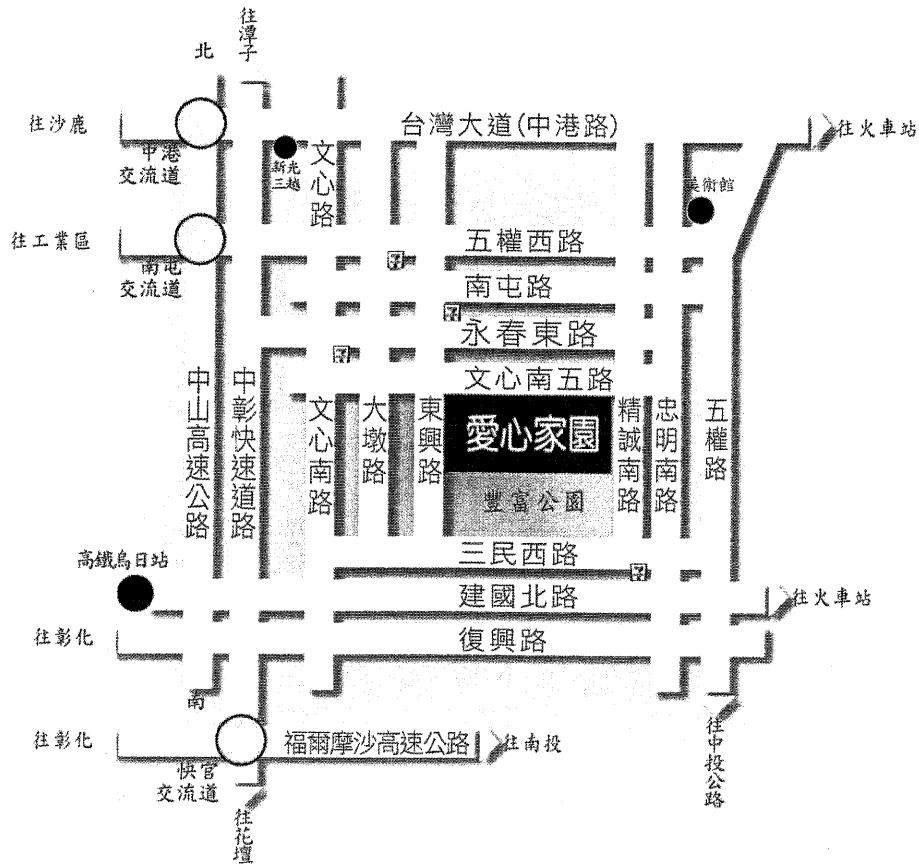 往潭子
北
往沙鹿
台灣大道(中港路)
往火車站
中港
交流道
新光
三越
文心路
美術館
往工業區
五權西路
南屯
交流道
南屯路
7
7
永春東路
7
文心南五路
中山高速公路
中彰快速道路
文心南路
大墩路
東興路
愛心家園
精誠南路
忠明南路
五權路
豐富公園
三民西路
高鐵烏日站
7
建國北路
往火車站
往彰化
復興路
南
往彰化
福爾摩沙高速公路
往南投
往中投公路
快官
交流道
往花壇